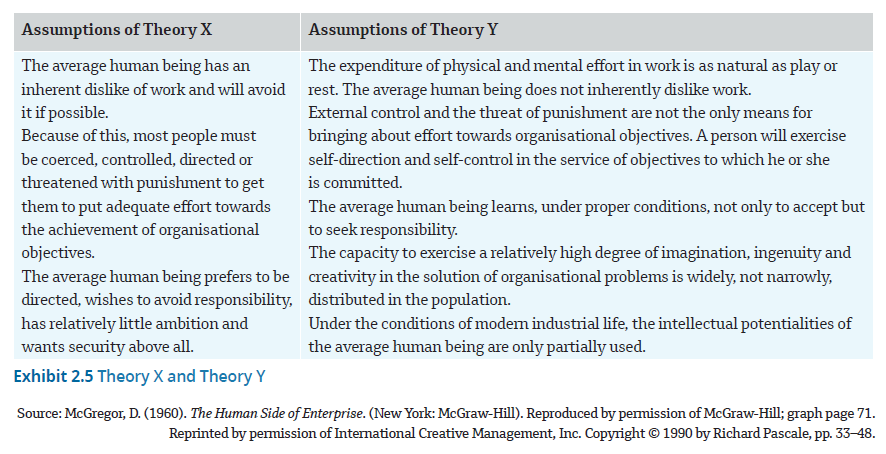 Assumptions of Theory X
The average human being has an
inherent dislike of work and will avoid
it if possible.
Because of this, most people must
be coerced, controlled, directed or
threatened with punishment to get
them to put adequate effort towards
the achievement of organisational
objectives.
The average human being prefers to be
directed, wishes to avoid responsibility,
has relatively little ambition and
wants security above all.
Assumptions of Theory Y
The expenditure of physical and mental effort in work is as natural as play or
rest. The average human being does not inherently dislike work.
External control and the threat of punishment are not the only means for
bringing about effort towards organisational objectives. A person will exercise
self-direction and self-control in the service of objectives to which he or she
is committed.
The average human being learns, under proper conditions, not only to accept but
to seek responsibility.
The capacity to exercise a relatively high degree of imagination, ingenuity and
creativity in the solution of organisational problems is widely, not narrowly,
distributed in the population.
Under the conditions of modern industrial life, the intellectual potentialities of
the average human being are only partially used.
Exhibit 2.5 Theory X and Theory Y
Source: McGregor, D. (1960). The Human Side of Enterprise. (New York: McGraw-Hill). Reproduced by permission of McGraw-Hill; graph page 71.
Reprinted by permission of International Creative Management, Inc. Copyright © 1990 by Richard Pascale, pp. 33–48.